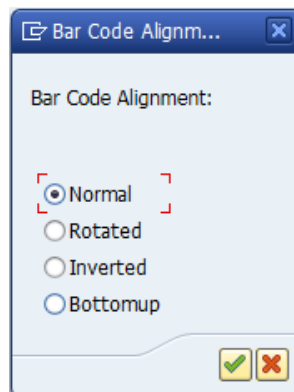 Bar Code Alignm...
Bar Code Alignment:
Normal
Rotated
Inverted
Bottomup